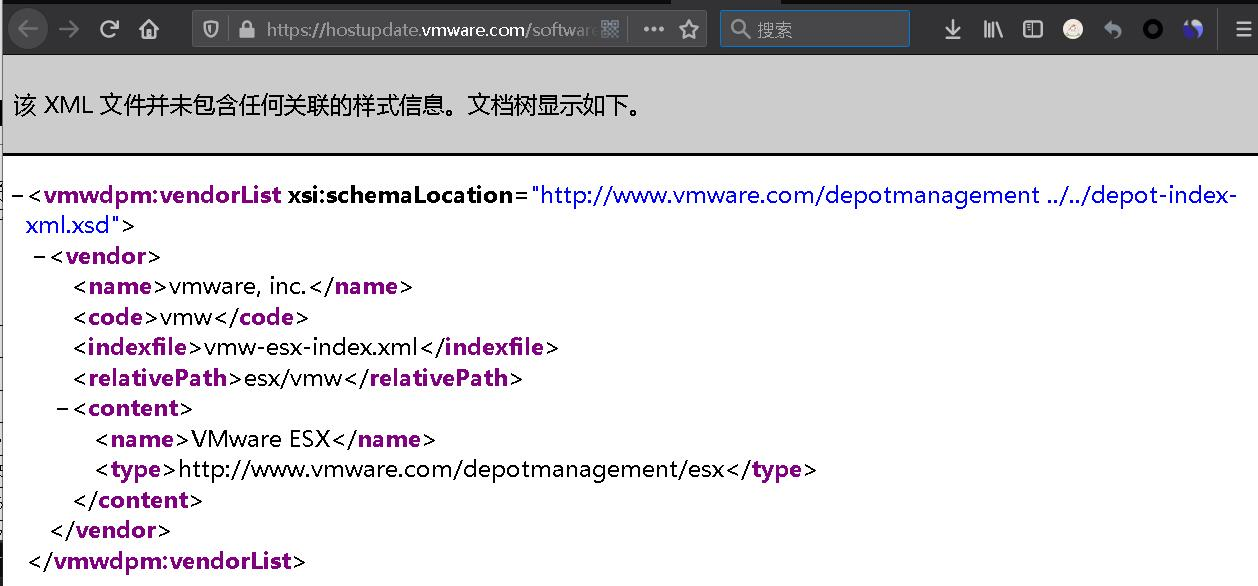 https://hostupdate.vmware.com/software
搜索
该 XML 文件并未包含任何关联的样式信息。文档树显示如下。
−<vmwdpm:vendorList xsi:schemaLocation="http://www.vmware.com/depotmanagement ../../depot-index-
xml.xsd">
−<vendor>
<name>vmware, inc.</name>
<code>vmw</code>
<indexfile>vmw-esx-index.xml</indexfile>
<relativePath>esx/vmw</relativePath>
−<content>
<name>VMware ESX</name>
<type>http://www.vmware.com/depotmanagement/esx</type>
</content>
</vendor>
</vmwdpm:vendorList>